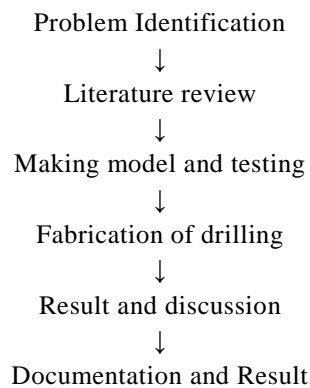 Problem Identification
↓
Literature review
↓
Making model and testing
↓
Fabrication of drilling
↓
Result and discussion
↓
Documentation and Result